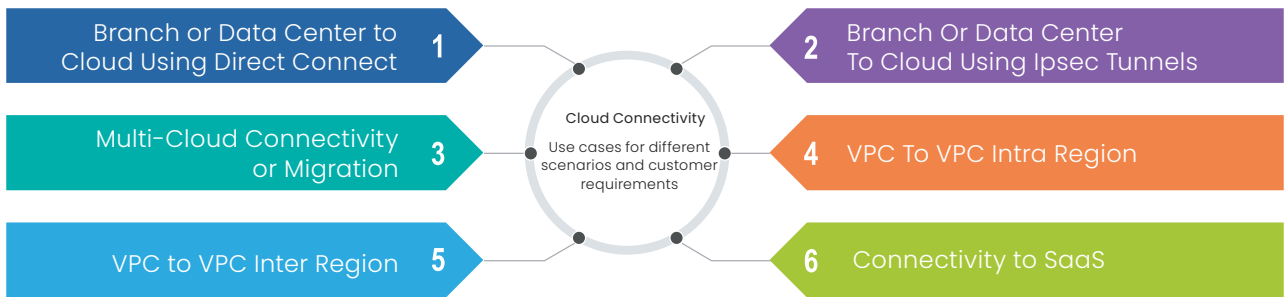 Branch or Data Center to
Cloud Using Direct Connect
1
2
Branch Or Data Center
To Cloud Using Ipsec Tunnels
Cloud Connectivity
Use cases for different
scenarios and customer
requirements
Multi-Cloud Connectivity
or Migration
3
4
VPC To VPC Intra Region
VPC to VPC Inter Region
5
6
Connectivity to SaaS